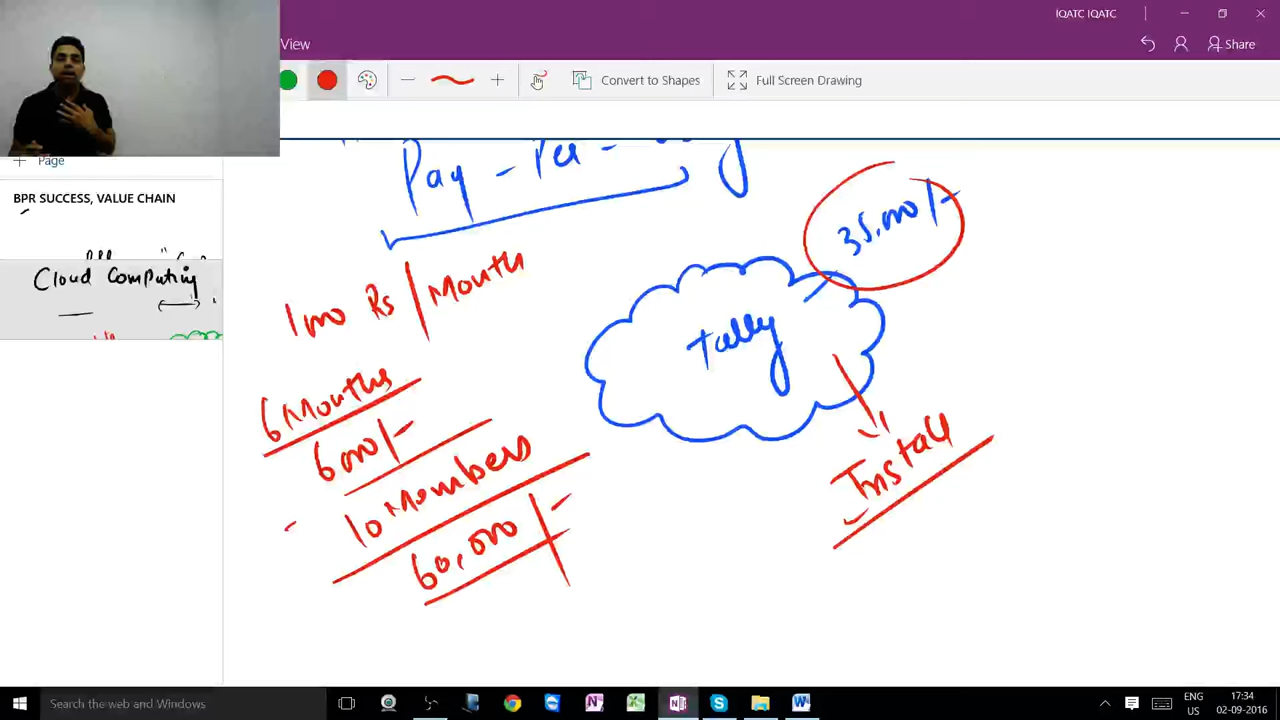 IQATC IQATC
View
Share
Convert to Shapes
Full Screen Drawing
Page
BPR SUCCESS, VALUE CHAIN
Cloud Computing
Pay - Per -
35,000/-
1000 Rs / Month
Tally
6 Months
6000/-
10 Members
60,000/-
Install
Search the web and Windows
ENG
US
17:34
02-09-2016